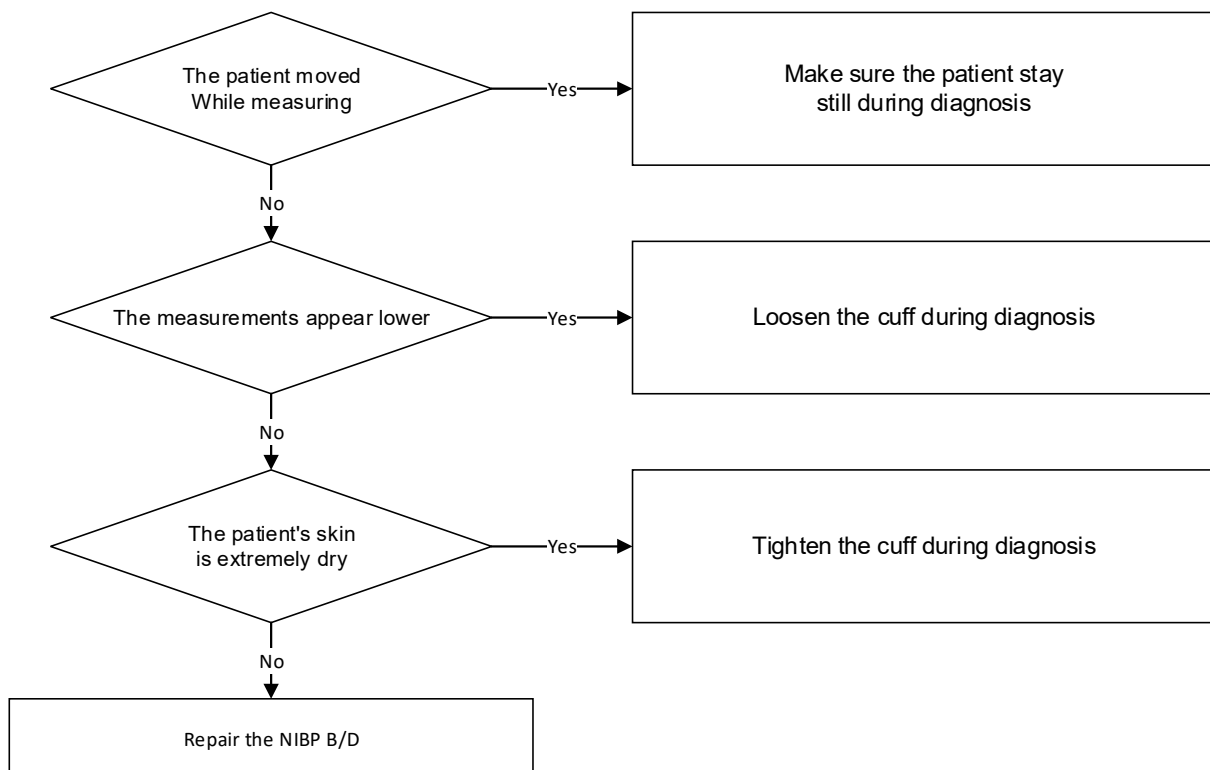 The patient moved
While measuring
Yes
Make sure the patient stay
still during diagnosis
No
The measurements appear lower
Yes
Loosen the cuff during diagnosis
No
The patient's skin
is extremely dry
Yes
Tighten the cuff during diagnosis
No
Repair the NIBP B/D